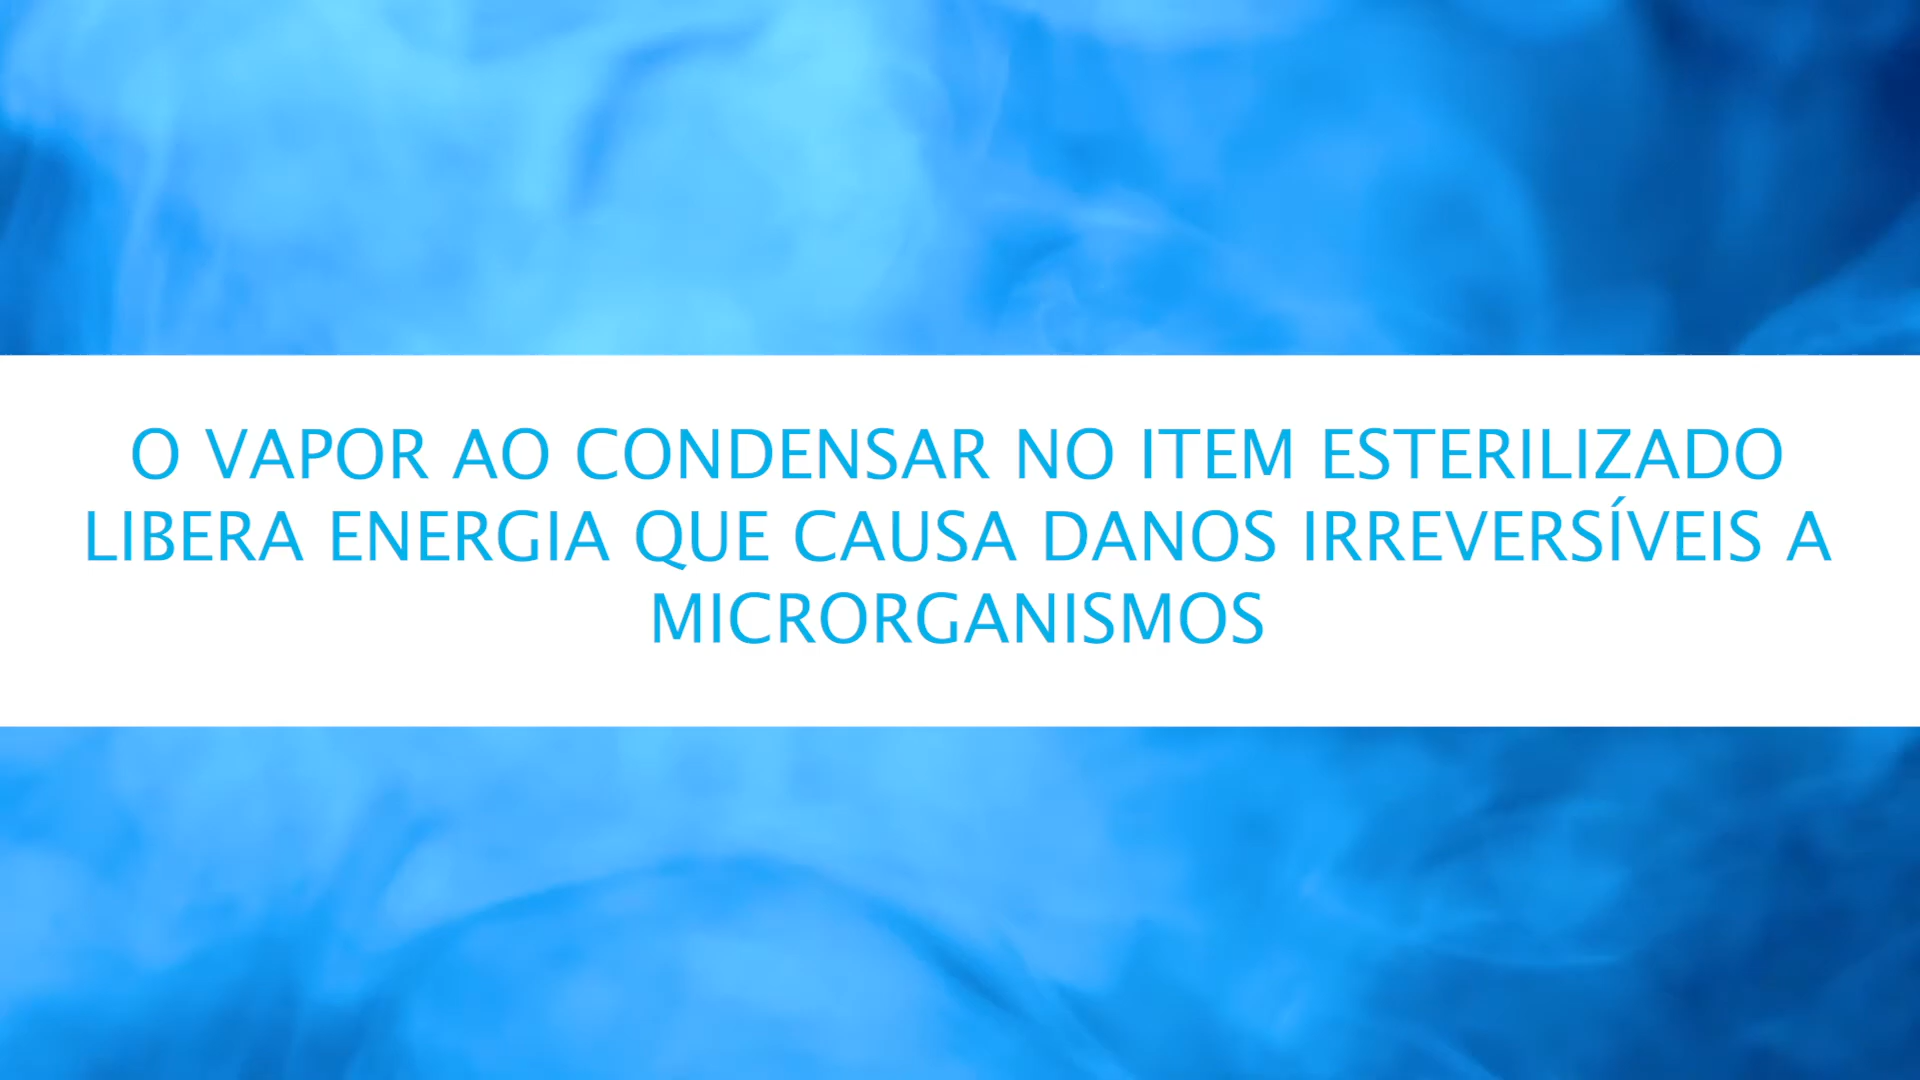 O VAPOR AO CONDENSAR NO ITEM ESTERILIZADO
LIBERA ENERGIA QUE CAUSA DANOS IRREVERSÍVEIS A
MICRORGANISMOS